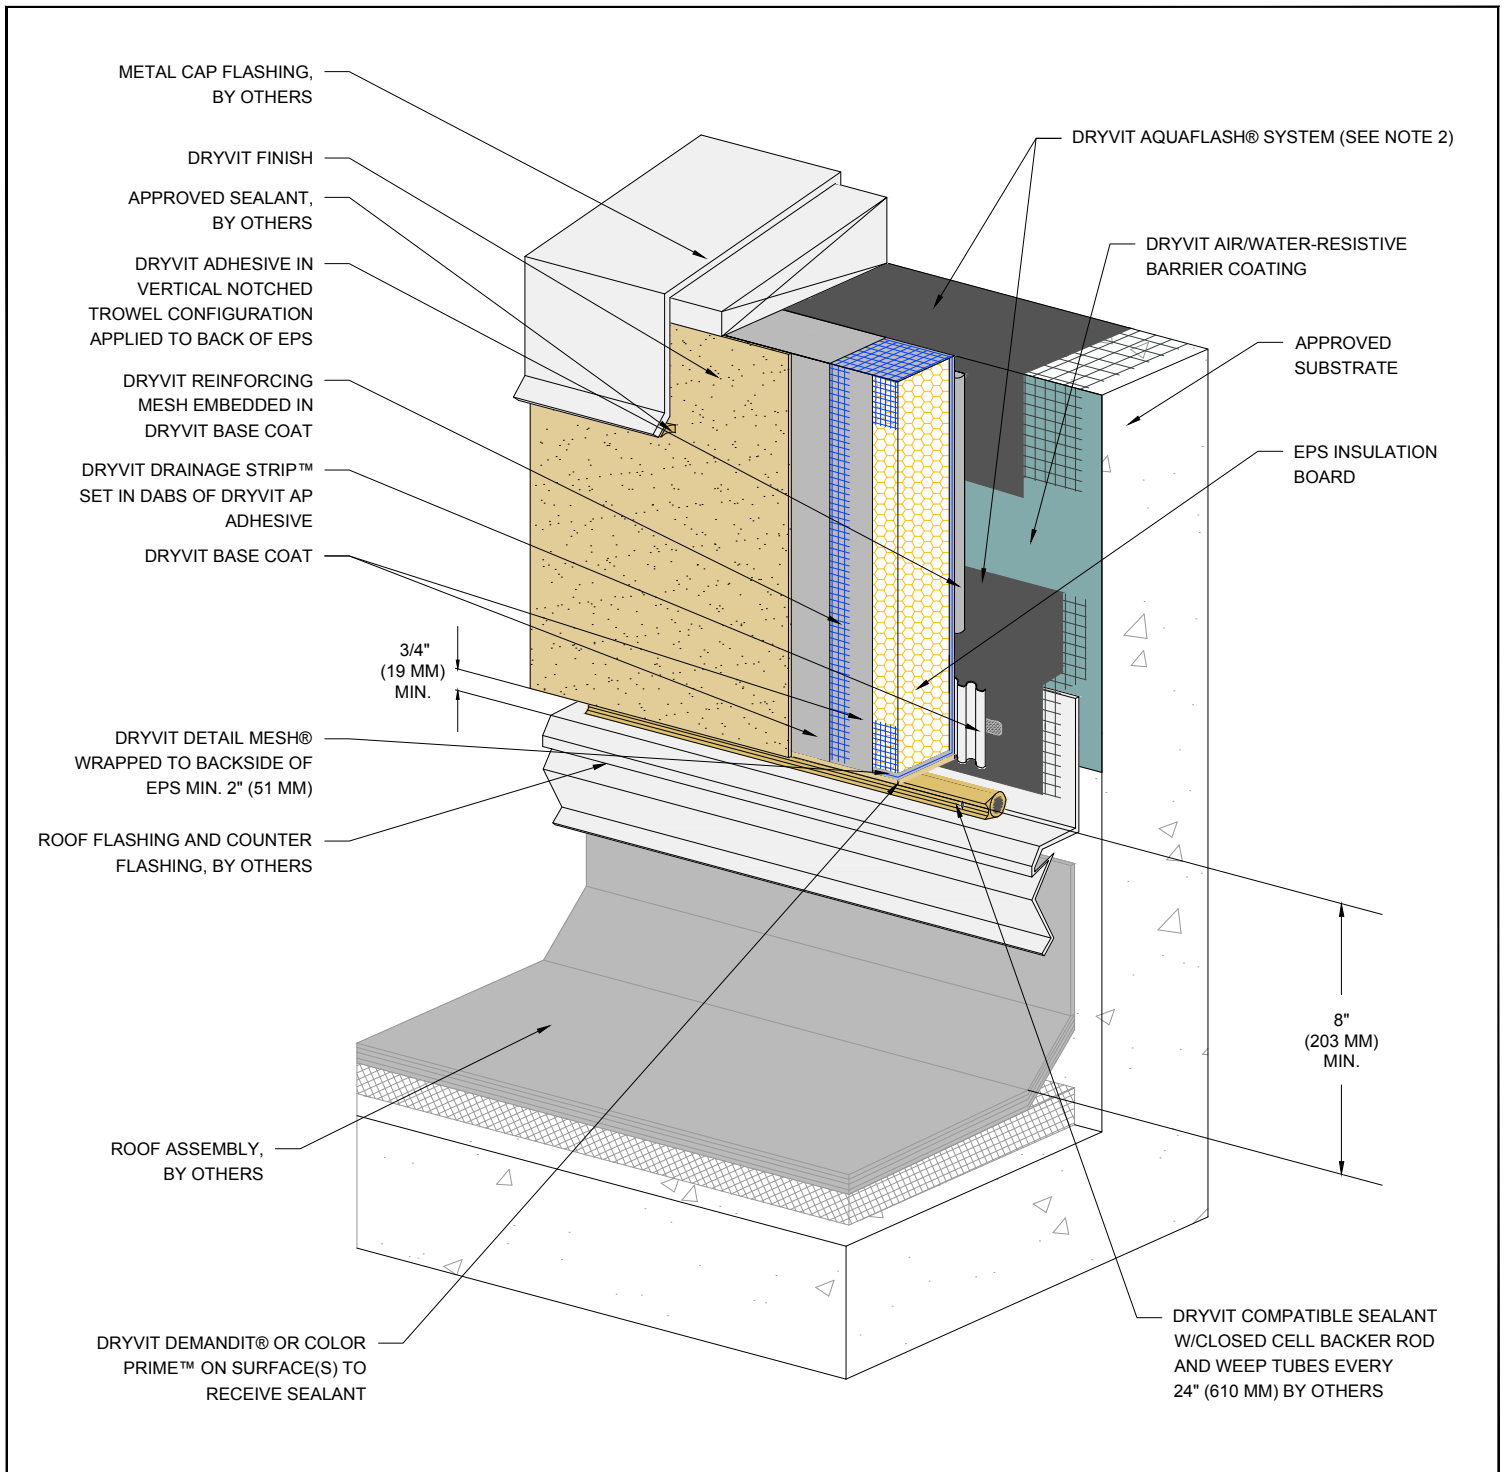 METAL CAP FLASHING,
BY OTHERS
DRYVIT FINISH
APPROVED SEALANT,
BY OTHERS
DRYVIT ADHESIVE IN
VERTICAL NOTCHED
TROWEL CONFIGURATION
APPLIED TO BACK OF EPS
DRYVIT REINFORCING
MESH EMBEDDED IN
DRYVIT BASE COAT
DRYVIT DRAINAGE STRIP™
SET IN DABS OF DRYVIT AP
ADHESIVE
DRYVIT BASE COAT
3/4"
(19 MM)
MIN.
DRYVIT DETAIL MESH®
WRAPPED TO BACKSIDE OF
EPS MIN. 2" (51 MM)
ROOF FLASHING AND COUNTER
FLASHING, BY OTHERS
ROOF ASSEMBLY,
BY OTHERS
DRYVIT DEMANDIT® OR COLOR
PRIME™ ON SURFACE(S) TO
RECEIVE SEALANT
DRYVIT AQUAFLASH® SYSTEM (SEE NOTE 2)
DRYVIT AIR/WATER-RESISTIVE
BARRIER COATING
APPROVED
SUBSTRATE
EPS INSULATION
BOARD
8"
(203 MM)
MIN.
DRYVIT COMPATIBLE SEALANT
W/CLOSED CELL BACKER ROD
AND WEEP TUBES EVERY
24" (610 MM) BY OTHERS